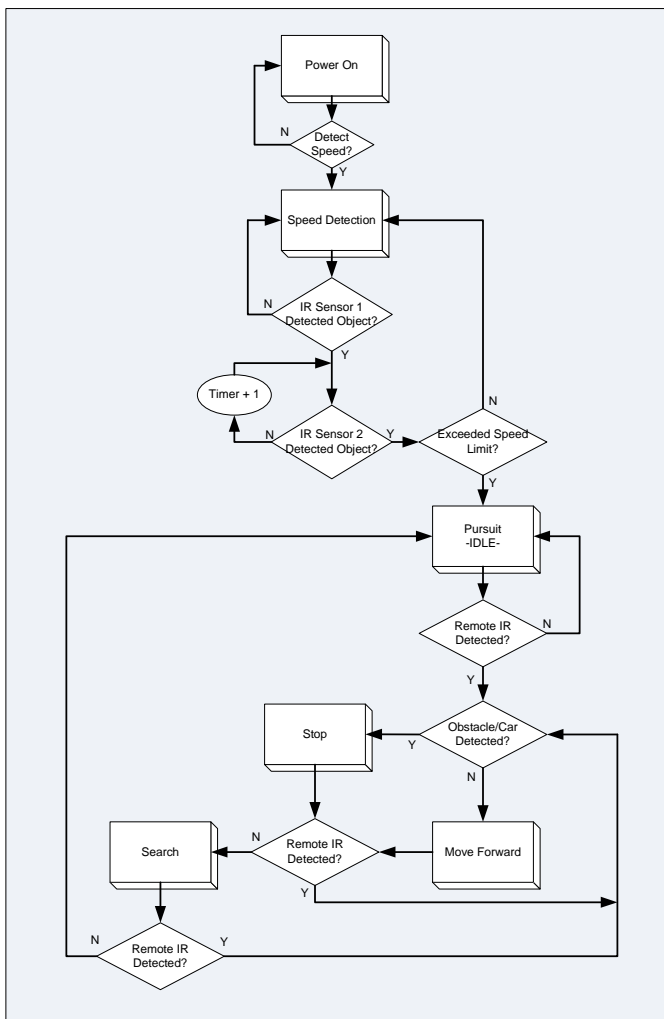 Power On
N
Detect
Speed?
Y
Speed Detection
N
IR Sensor 1
Detected Object?
Y
Timer + 1
N
N
IR Sensor 2
Detected Object?
Y
Exceeded Speed
Limit?
Y
Pursuit
-IDLE-
Remote IR
Detected?
N
Y
Stop
Y
Obstacle/Car
Detected?
N
Search
N
Remote IR
Detected?
Move Forward
Y
N
Remote IR
Detected?
Y